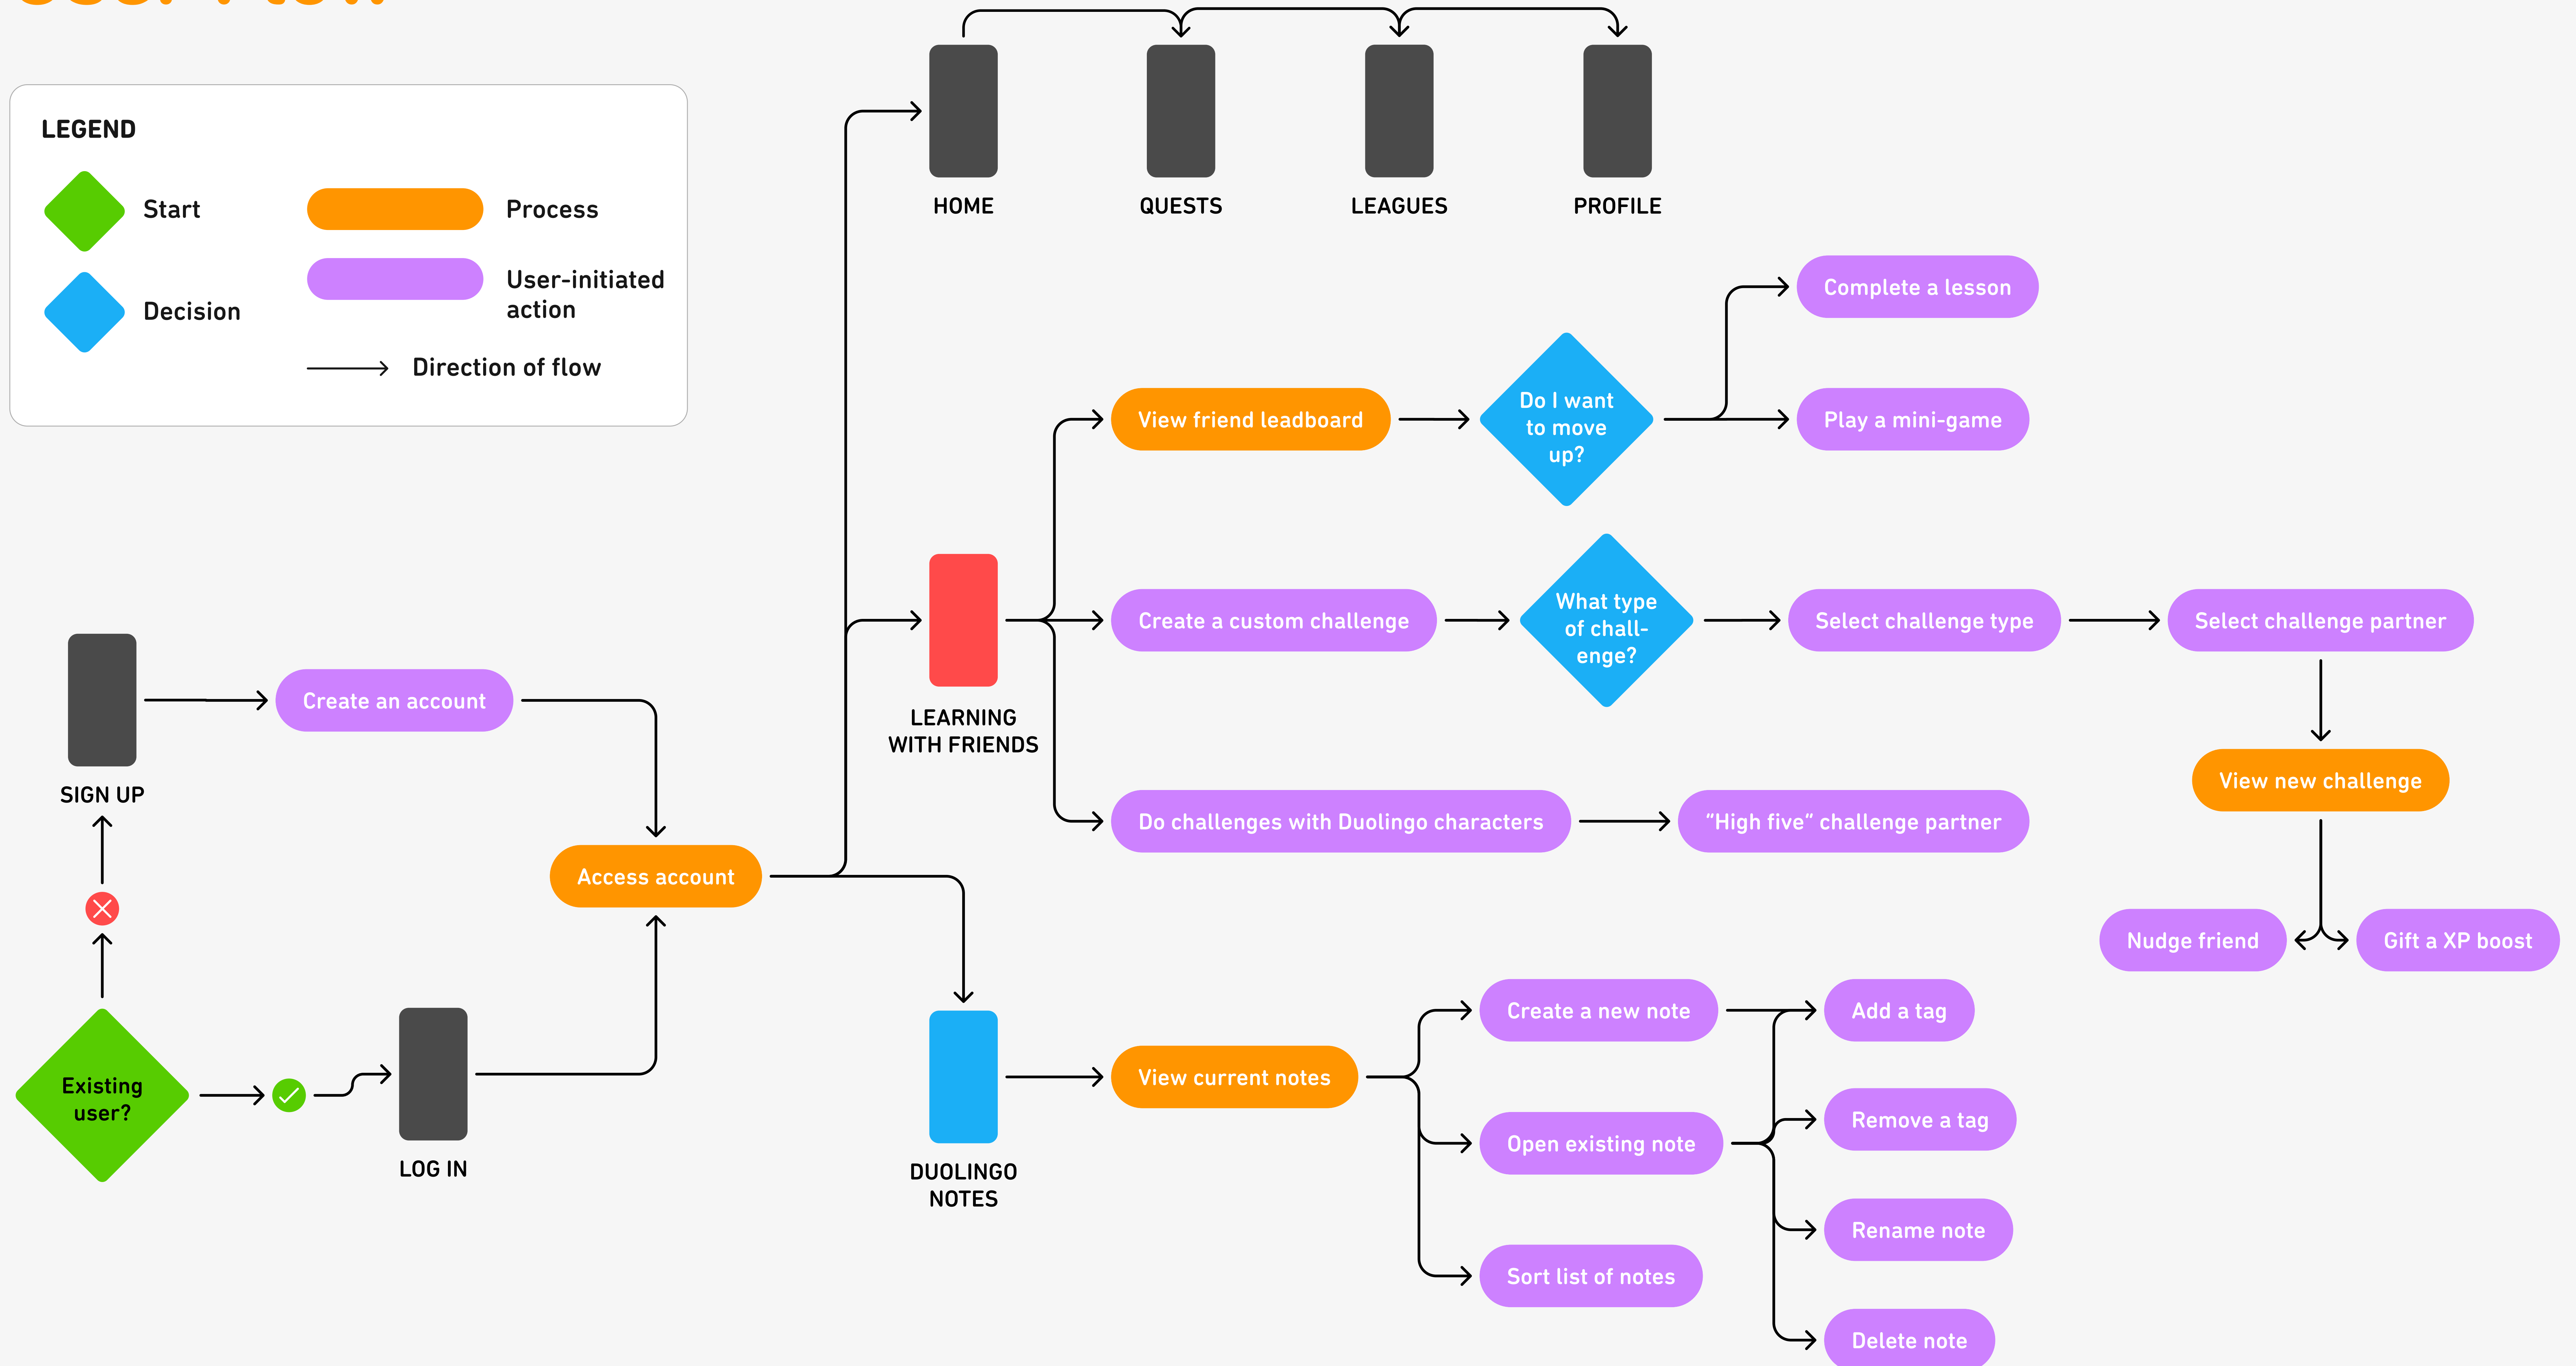 LEGEND
Start
Process
Decision
User-initiated
action
Direction of flow
HOME
QUESTS
LEAGUES
PROFILE
Complete a lesson
View friend leadboard
Do I want
to move
up?
Play a mini-game
LEARNING
WITH FRIENDS
Create a custom challenge
What type
of chall-
enge?
Select challenge type
Select challenge partner
View new challenge
Do challenges with Duolingo characters
“High five” challenge partner
Nudge friend
Gift a XP boost
SIGN UP
Create an account
Access account
Existing
user?
LOG IN
DUOLINGO
NOTES
View current notes
Create a new note
Open existing note
Sort list of notes
Add a tag
Remove a tag
Rename note
Delete note